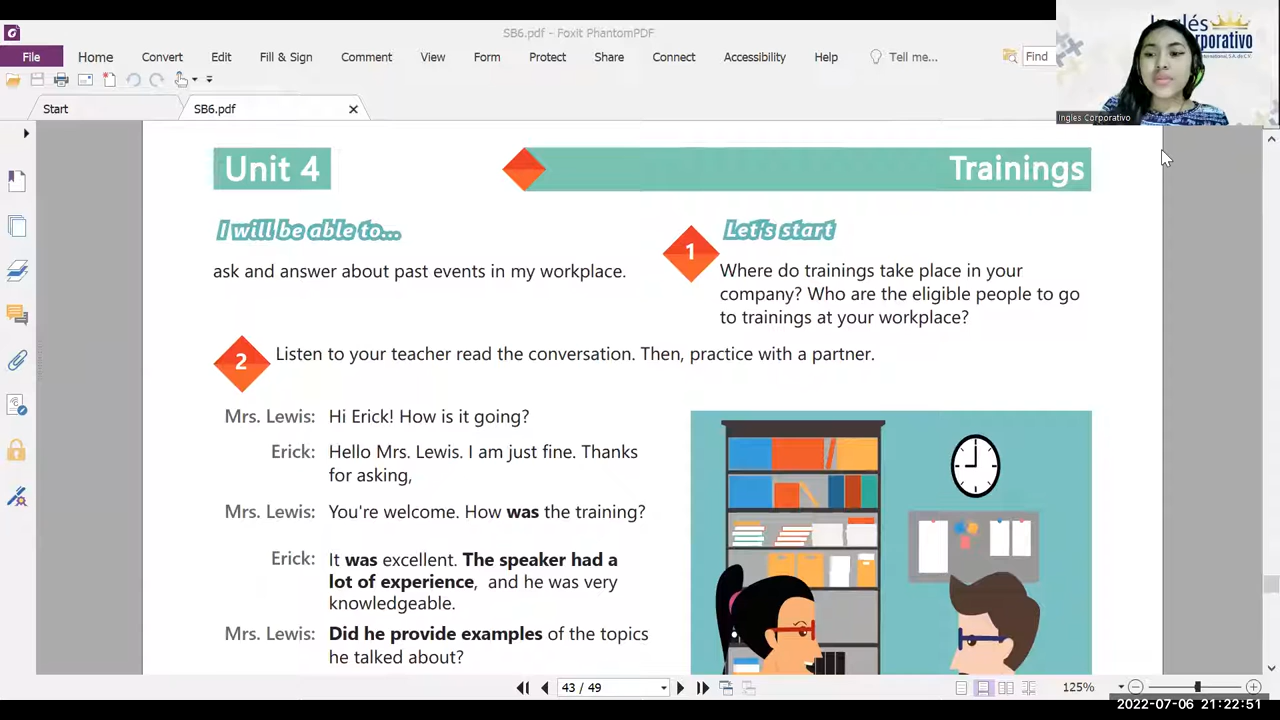 SB6.pdf - Foxit PhantomPDF
File Home Convert Edit Fill & Sign Comment View Form Protect Share Connect Accessibility Help Tell me... Find
Start SB6.pdf
Inglés
Corporativo
Ingles Corporativo
Unit 4
Trainings
I will be able to...
ask and answer about past events in my workplace.
1
Let's start
Where do trainings take place in your
company? Who are the eligible people to go
to trainings at your workplace?
2
Listen to your teacher read the conversation. Then, practice with a partner.
Mrs. Lewis: Hi Erick! How is it going?
Erick: Hello Mrs. Lewis. I am just fine. Thanks
for asking,
Mrs. Lewis: You're welcome. How was the training?
Erick: It was excellent. The speaker had a
lot of experience, and he was very
knowledgeable.
Mrs. Lewis: Did he provide examples of the topics
he talked about?
43 / 49
125%
2022-07-06 21:22:51